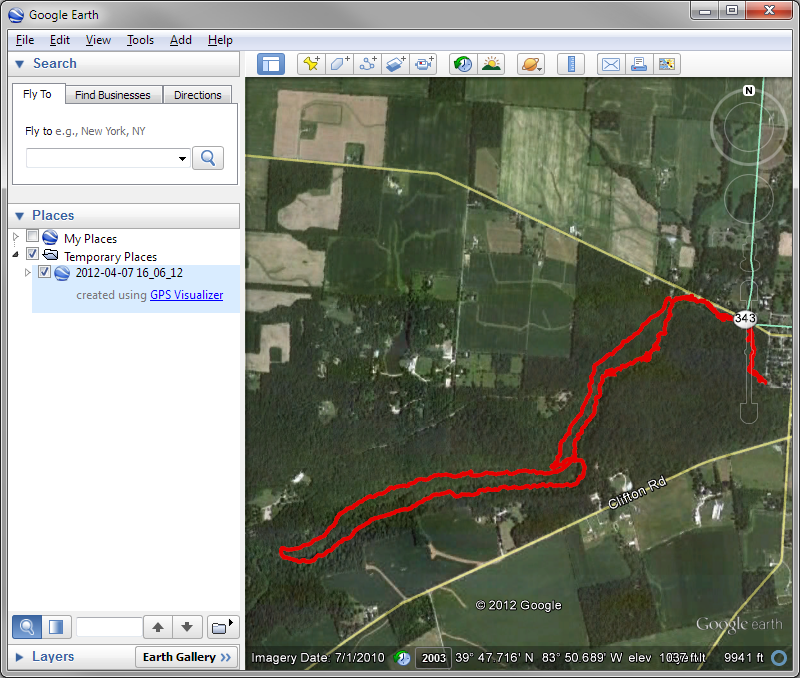 Google Earth
File Edit View Tools Add Help
Search
Fly To Find Businesses Directions
Fly to e.g., New York, NY
Places
My Places
Temporary Places
2012-04-07 16_06_12
created using GPS Visualizer
N
343
Clifton Rd
© 2012 Google
Google earth
Imagery Date: 7/1/2010 2003 39° 47.716' N 83° 50.689' W elev 1037 ft 9941 ft
Layers
Earth Gallery >>